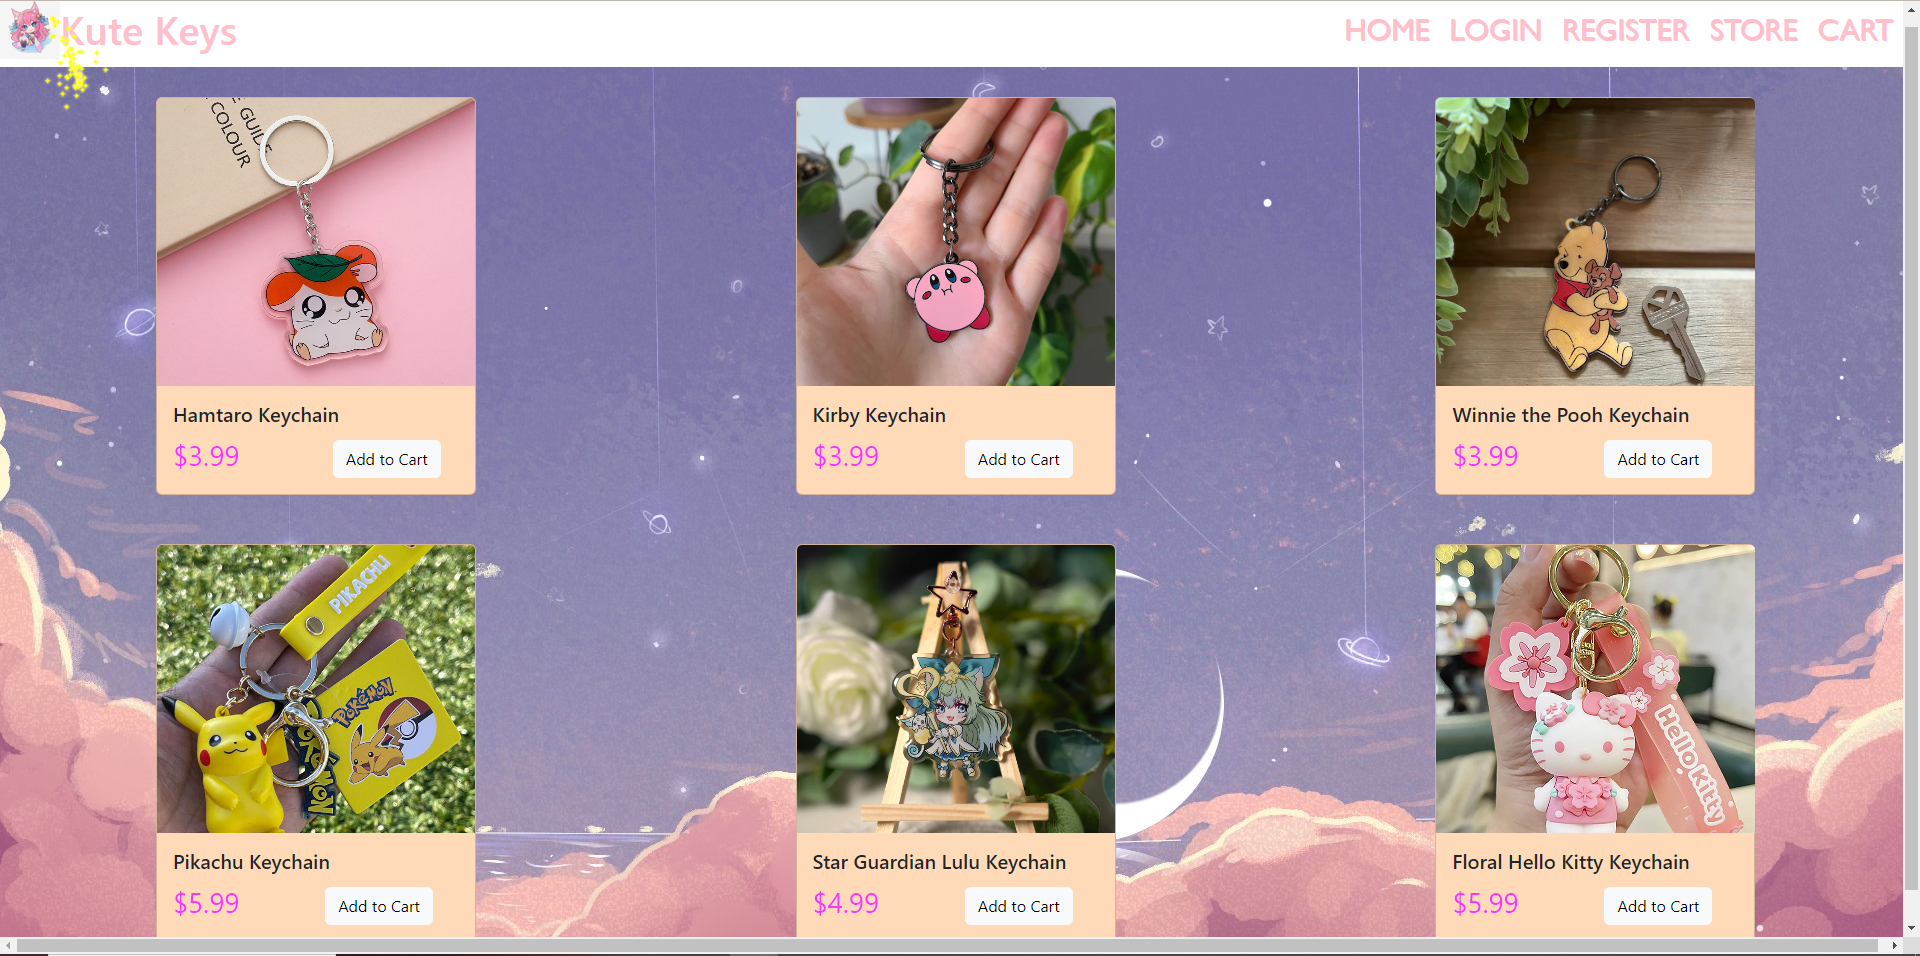 Kute Keys
HOME LOGIN REGISTER STORE CART
GUIDE
COLOUR
Hamtaro Keychain
$3.99
Add to Cart
Kirby Keychain
$3.99
Add to Cart
Winnie the Pooh Keychain
$3.99
Add to Cart
PIKACHU
POKéMON
POKéMON
Pikachu Keychain
$5.99
Add to Cart
Star Guardian Lulu Keychain
$4.99
Add to Cart
Hello Kitty
Floral Hello Kitty Keychain
$5.99
Add to Cart